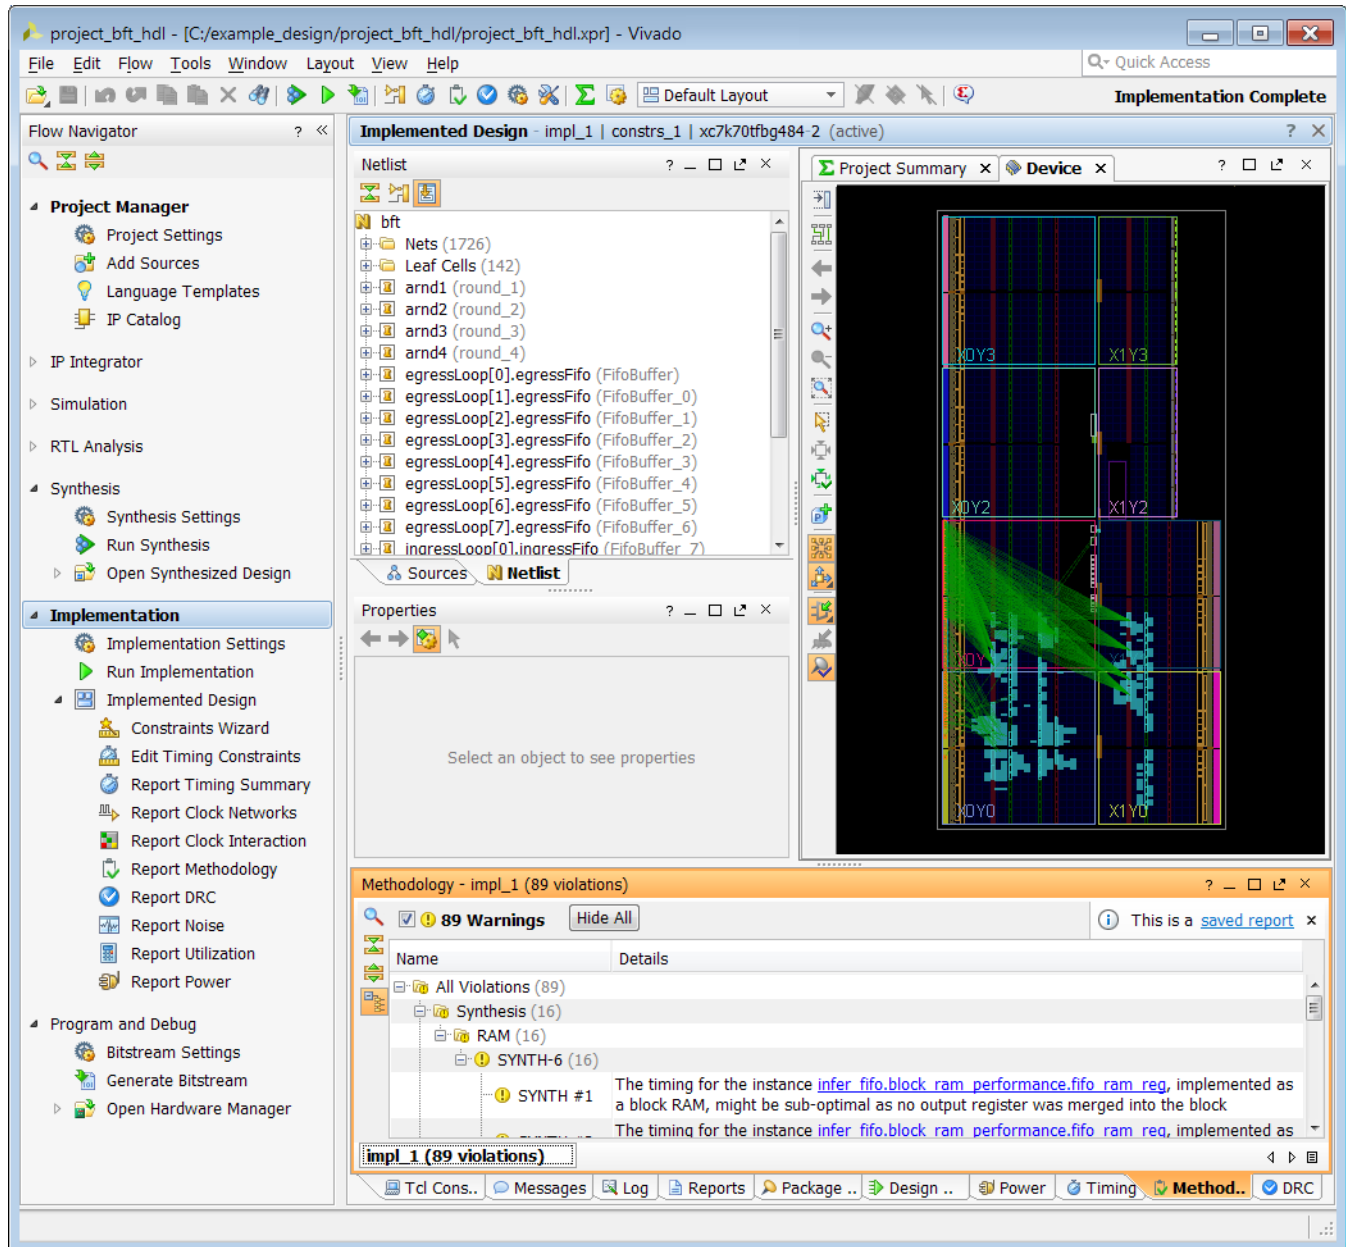 project_bft_hdl - [C:/example_design/project_bft_hdl/project_bft_hdl.xpr] - Vivado
File Edit Flow Tools Window Layout View Help
Quick Access
Default Layout
Implementation Complete
Flow Navigator
Project Manager
Project Settings
Add Sources
Language Templates
IP Catalog
IP Integrator
Simulation
RTL Analysis
Synthesis
Synthesis Settings
Run Synthesis
Open Synthesized Design
Implementation
Implementation Settings
Run Implementation
Implemented Design
Constraints Wizard
Edit Timing Constraints
Report Timing Summary
Report Clock Networks
Report Clock Interaction
Report Methodology
Report DRC
Report Noise
Report Utilization
Report Power
Program and Debug
Bitstream Settings
Generate Bitstream
Open Hardware Manager
Implemented Design - impl_1 | constrs_1 | xc7k70tfbg484-2 (active)
Netlist
bft
Nets (1726)
Leaf Cells (142)
arnd1 (round_1)
arnd2 (round_2)
arnd3 (round_3)
arnd4 (round_4)
egressLoop[0].egressFifo (FifoBuffer)
egressLoop[1].egressFifo (FifoBuffer_0)
egressLoop[2].egressFifo (FifoBuffer_1)
egressLoop[3].egressFifo (FifoBuffer_2)
egressLoop[4].egressFifo (FifoBuffer_3)
egressLoop[5].egressFifo (FifoBuffer_4)
egressLoop[6].egressFifo (FifoBuffer_5)
egressLoop[7].egressFifo (FifoBuffer_6)
ingressLoop[0].ingressFifo (FifoBuffer_7)
Sources Netlist
Properties
Select an object to see properties
Project Summary Device
X0Y3 X1Y3
X0Y2 X1Y2
X0Y0 X1Y0
Methodology - impl_1 (89 violations)
89 Warnings Hide All
This is a saved report
Name Details
All Violations (89)
Synthesis (16)
RAM (16)
SYNTH-6 (16)
SYNTH #1
The timing for the instance infer_fifo.block_ram_performance.fifo_ram_reg, implemented as
a block RAM, might be sub-optimal as no output register was merged into the block
The timing for the instance infer_fifo.block_ram_performance.fifo_ram_reg, implemented as
impl_1 (89 violations)
Tcl Cons.. Messages Log Reports Package .. Design .. Power Timing Method.. DRC